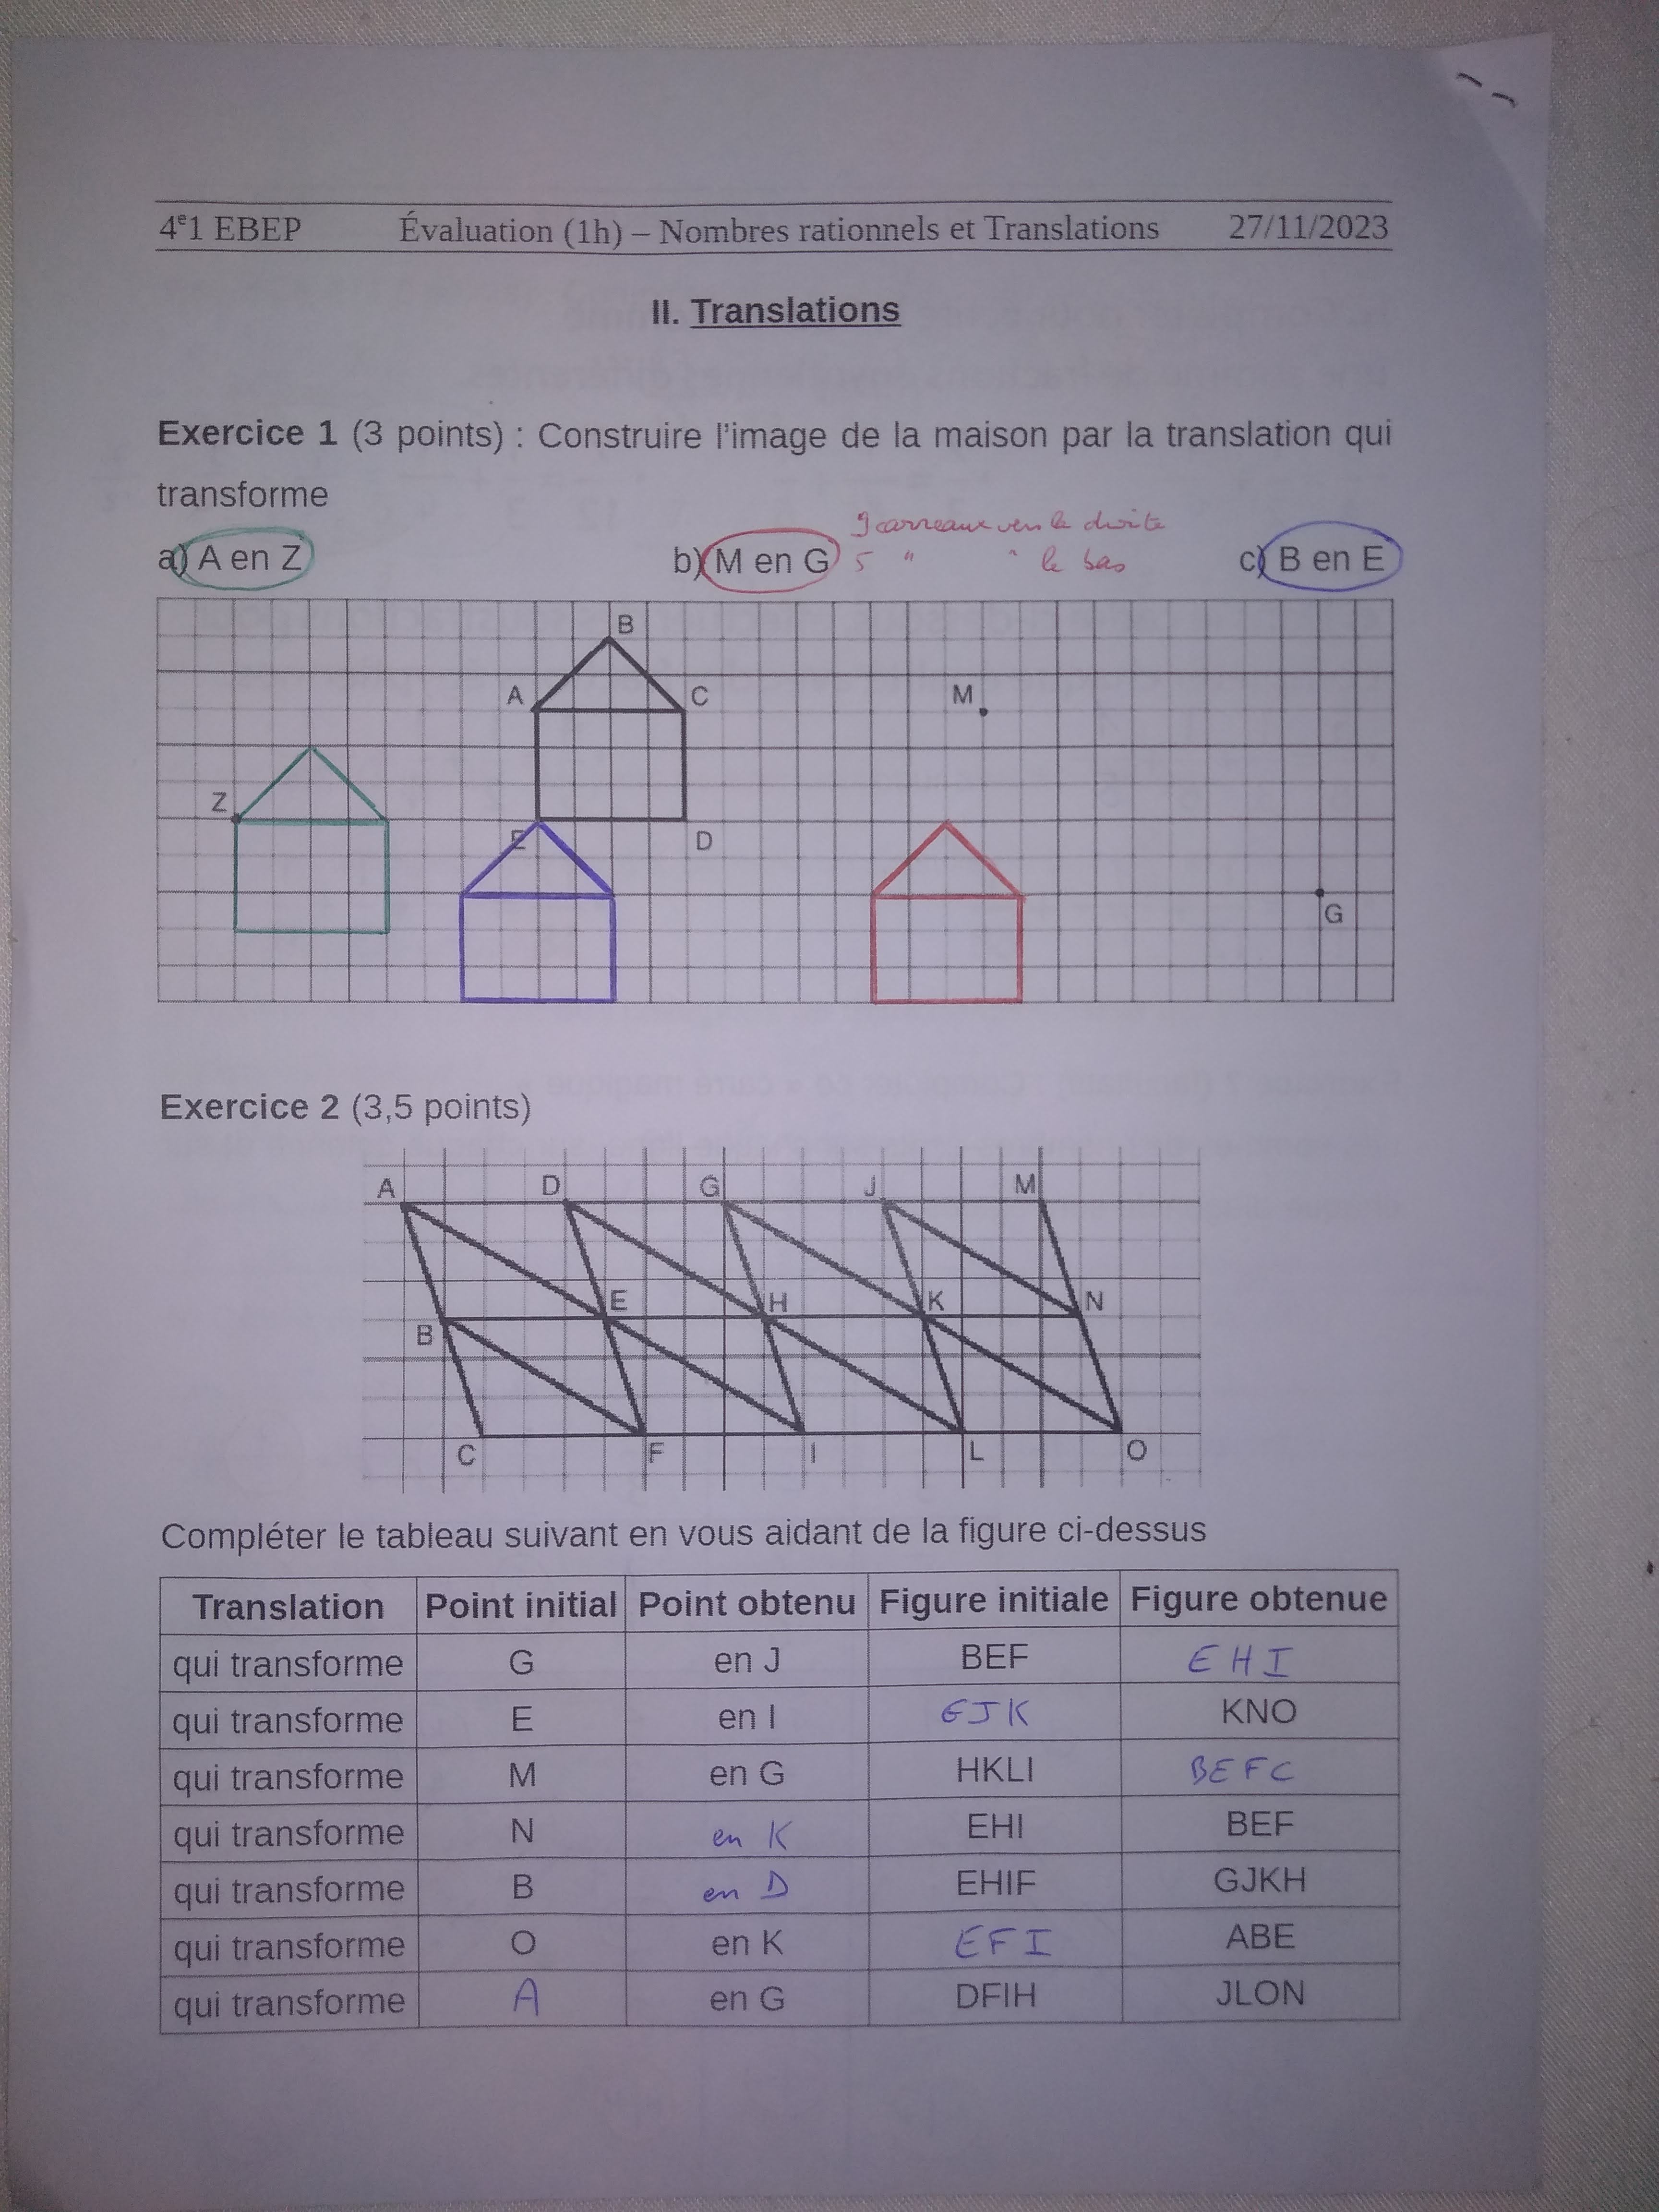 4e1 EBEP Évaluation (1h) – Nombres rationnels et Translations 27/11/2023
II. Translations
Exercice 1 (3 points) : Construire l'image de la maison par la translation qui
transforme
9 carreaux vers la droite
a) A en Z b) M en G 5 " " le bas c) B en E
B
A C M
Z
E D
G
Exercice 2 (3,5 points)
A D G J M
E H K N
B
C F I L O
Compléter le tableau suivant en vous aidant de la figure ci-dessus
Translation Point initial Point obtenu Figure initiale Figure obtenue
qui transforme G en J BEF EHI
qui transforme E en I GJK KNO
qui transforme M en G HKLI BEFC
qui transforme N en K EHI BEF
qui transforme B en D EHIF GJKH
qui transforme O en K EFI ABE
qui transforme A en G DFIH JLON